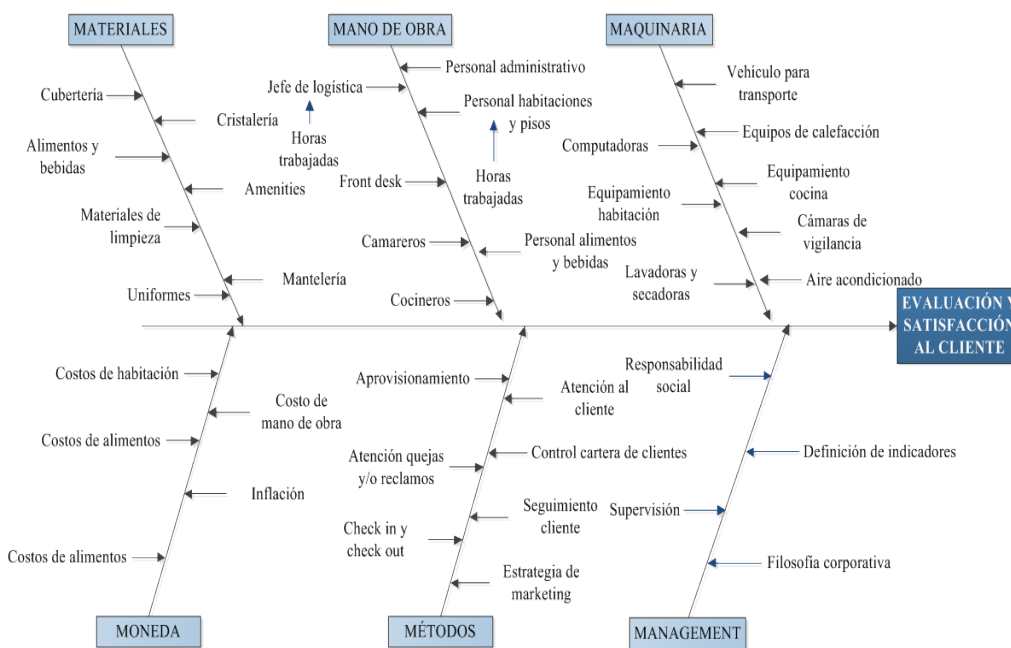 MATERIALES
MANO DE OBRA
MAQUINARIA
Cubertería
Cristalería
Alimentos y
bebidas
Amenities
Materiales de
limpieza
Mantelería
Uniformes
Personal administrativo
Jefe de logística
Personal habitaciones
y pisos
Horas
trabajadas
Front desk
Horas
trabajadas
Camareros
Personal alimentos
y bebidas
Cocineros
Vehículo para
transporte
Equipos de calefacción
Computadoras
Equipamiento
cocina
Equipamiento
habitación
Cámaras de
vigilancia
Lavadoras y
secadoras
Aire acondicionado
EVALUACIÓN Y
SATISFACCIÓN
AL CLIENTE
Costos de habitación
Costo de
mano de obra
Costos de alimentos
Inflación
Costos de alimentos
Aprovisionamiento
Atención al
cliente
Control cartera de clientes
Atención quejas
y/o reclamos
Seguimiento
cliente
Check in y
check out
Estrategia de
marketing
Responsabilidad
social
Definición de indicadores
Supervisión
Filosofía corporativa
MONEDA
MÉTODOS
MANAGEMENT